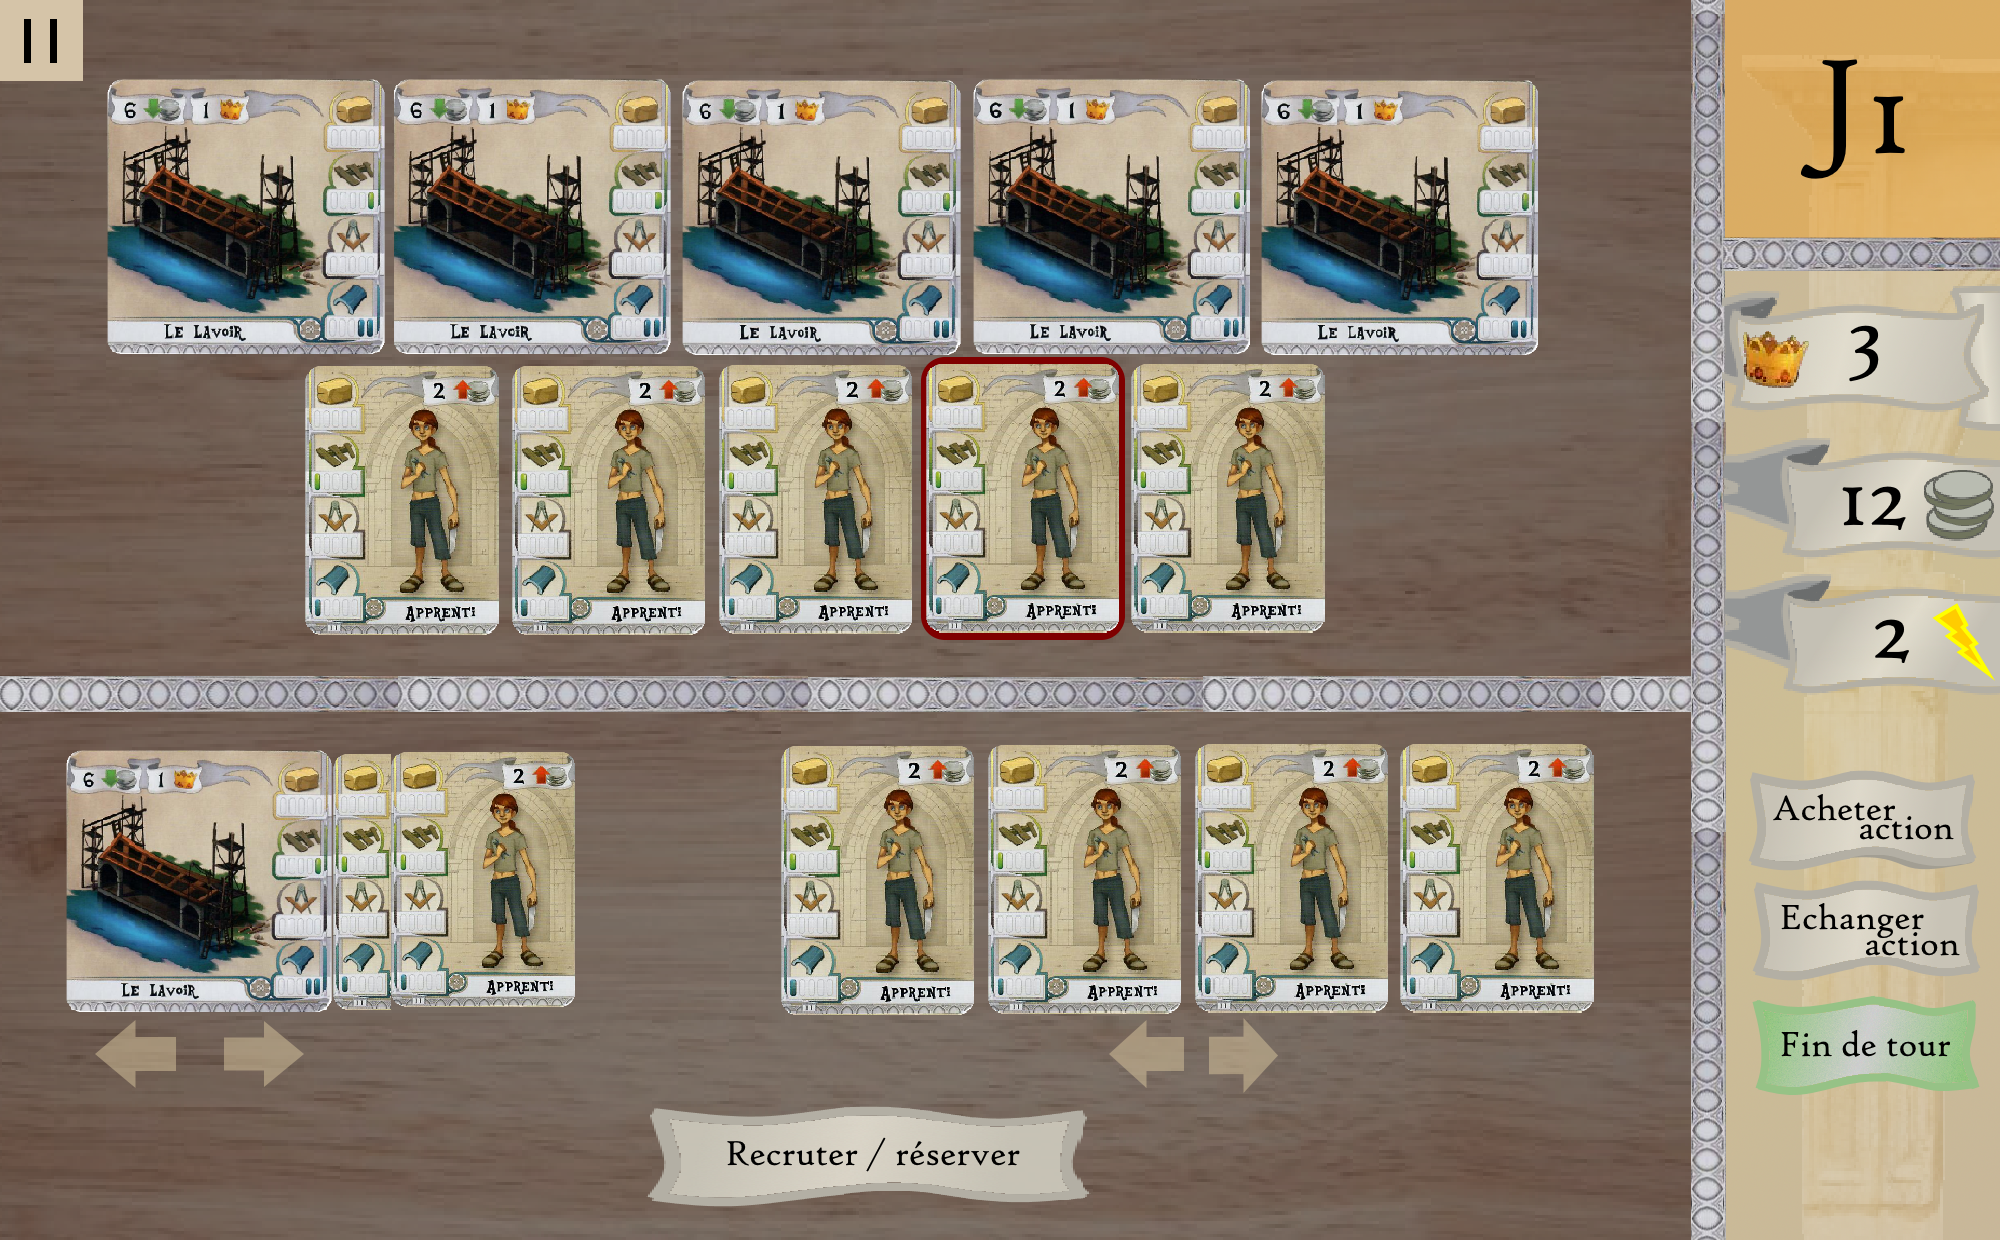 6 1
LE LAVOIR
6 1
LE LAVOIR
6 1
LE LAVOIR
6 1
LE LAVOIR
6 1
LE LAVOIR
2
APPRENTI
2
APPRENTI
2
APPRENTI
2
APPRENTI
2
APPRENTI
6 1
LE LAVOIR
2
APPRENTI
2
APPRENTI
2
APPRENTI
2
APPRENTI
2
APPRENTI
Recruter / réserver
J1
3
12
2
Acheter
action
Echanger
action
Fin de tour